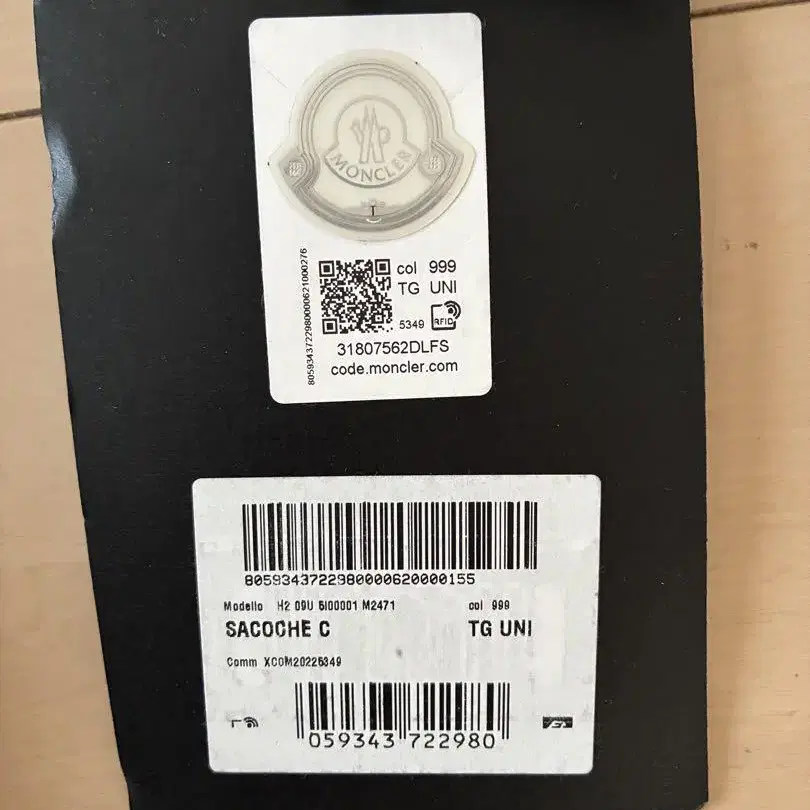 MONCLER
8059343722980000621000276
col 999
TG UNI
5349 RFID
31807562DLFS
code.moncler.com
8059343722980000620000155
Modello H2 09U 5I00001 M2471 col 999
SACOCHE C TG UNI
Comm XCOM20225349
059343 722980